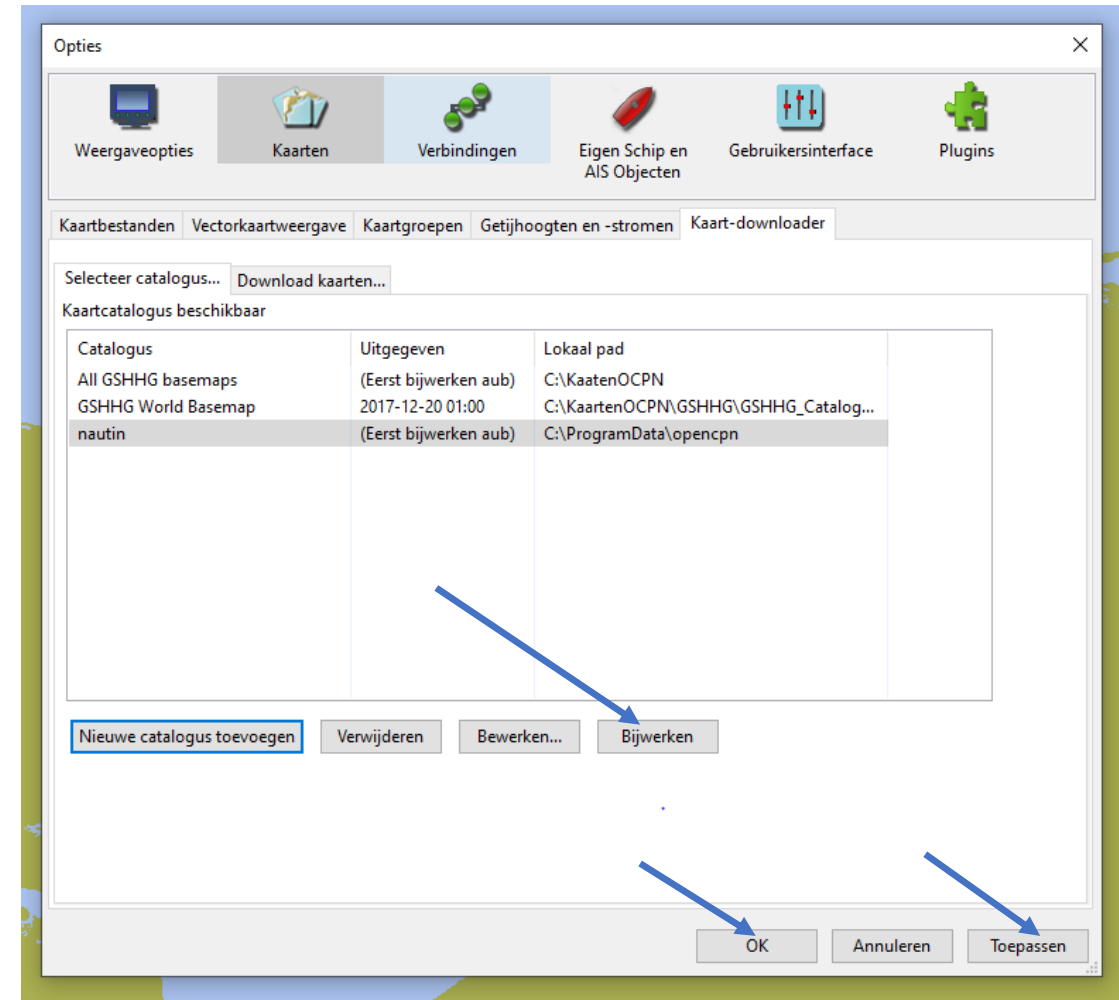 Opties
Weergaveopties
Kaarten
Verbindingen
Eigen Schip en
AIS Objecten
Gebruikersinterface
Plugins
Kaartbestanden Vectorkaartweergave Kaartgroepen Getijhoogten en -stromen Kaart-downloader
Selecteer catalogus... Download kaarten...
Kaartcatalogus beschikbaar
Catalogus Uitgegeven Lokaal pad
All GSHHG basemaps (Eerst bijwerken aub) C:\KaatenOCPN
GSHHG World Basemap 2017-12-20 01:00 C:\KaartenOCPN\GSHHG\GSHHG_Catalog...
nautin (Eerst bijwerken aub) C:\ProgramData\opencpn
Nieuwe catalogus toevoegen Verwijderen Bewerken... Bijwerken
OK Annuleren Toepassen